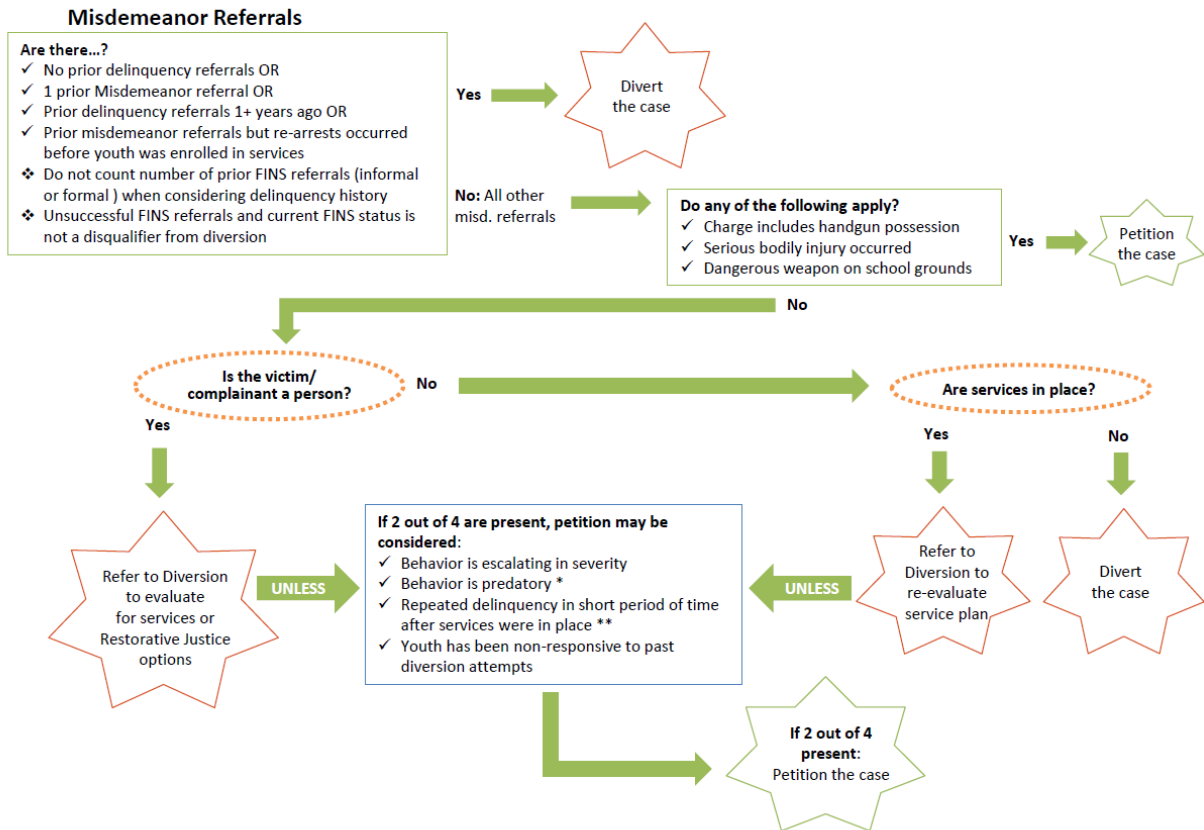 Misdemeanor Referrals
Are there…?
✓ No prior delinquency referrals OR
✓ 1 prior Misdemeanor referral OR
✓ Prior delinquency referrals 1+ years ago OR
✓ Prior misdemeanor referrals but re-arrests occurred
before youth was enrolled in services
❖ Do not count number of prior FINS referrals (informal
or formal ) when considering delinquency history
❖ Unsuccessful FINS referrals and current FINS status is
not a disqualifier from diversion
Yes
Divert
the case
No: All other
misd. referrals
Do any of the following apply?
✓ Charge includes handgun possession
✓ Serious bodily injury occurred
✓ Dangerous weapon on school grounds
Yes
Petition
the case
No
Is the victim/
complainant a person?
No
Are services in place?
Yes
Yes
No
Refer to Diversion
to evaluate
for services or
Restorative Justice
options
UNLESS
If 2 out of 4 are present, petition may be
considered:
✓ Behavior is escalating in severity
✓ Behavior is predatory *
✓ Repeated delinquency in short period of time
after services were in place **
✓ Youth has been non-responsive to past
diversion attempts
UNLESS
Refer to
Diversion to
re-evaluate
service plan
Divert
the case
If 2 out of 4
present:
Petition the case